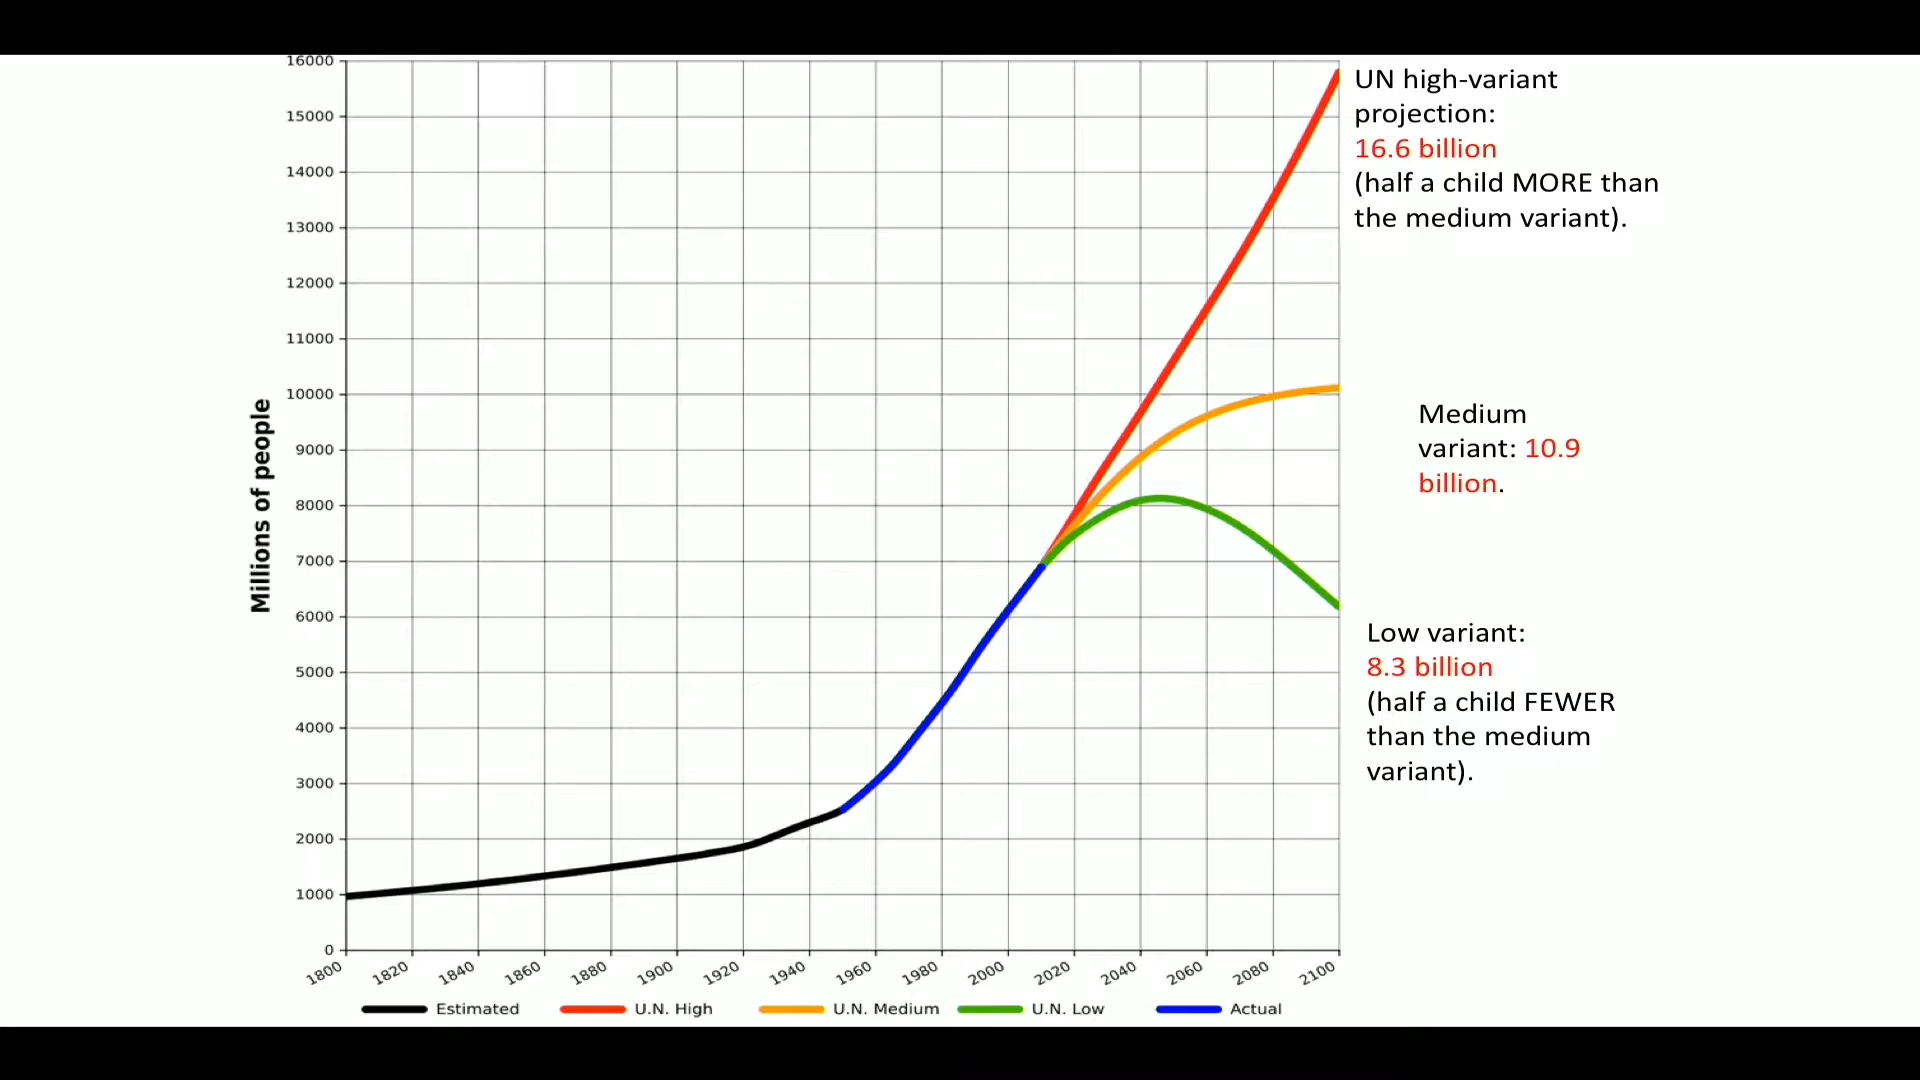 16000
15000
14000
13000
12000
11000
10000
9000
8000
7000
6000
5000
4000
3000
2000
1000
0
Millions of people
1800 1820 1840 1860 1880 1900 1920 1940 1960 1980 2000 2020 2040 2060 2080 2100
Estimated U.N. High U.N. Medium U.N. Low Actual
UN high-variant
projection:
16.6 billion
(half a child MORE than
the medium variant).
Medium
variant: 10.9
billion.
Low variant:
8.3 billion
(half a child FEWER
than the medium
variant).